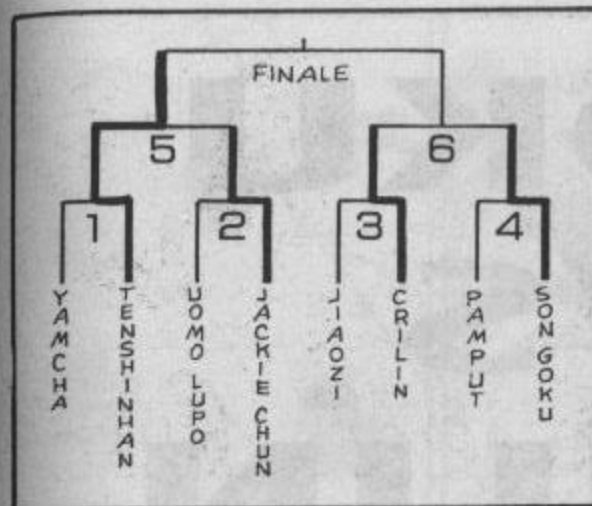 FINALE
5 6
1 2 3 4
YAMCHA
TENSHINHAN
UOMO LUPO
JACKIE CHUN
JIAOZI
CRILIN
PAMPUT
SON GOKU